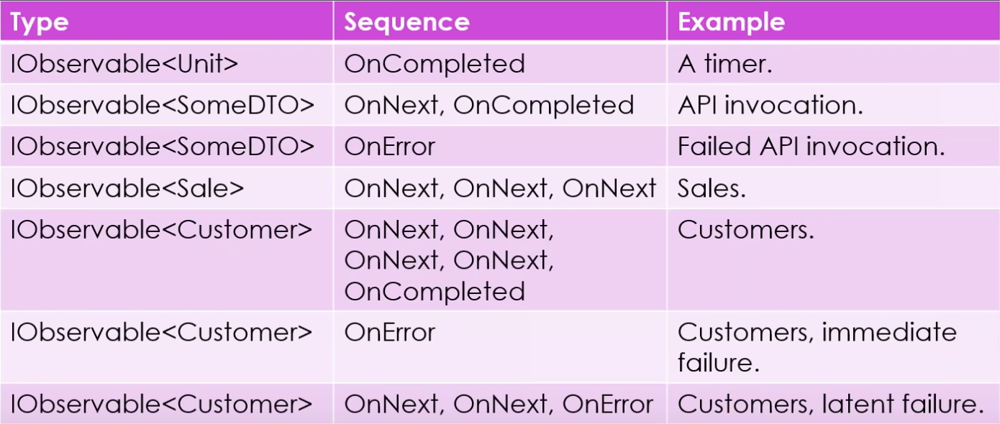 Type Sequence Example
IObservable<Unit> OnCompleted A timer.
IObservable<SomeDTO> OnNext, OnCompleted API invocation.
IObservable<SomeDTO> OnError Failed API invocation.
IObservable<Sale> OnNext, OnNext, OnNext Sales.
IObservable<Customer> OnNext, OnNext, Customers.
OnNext, OnNext,
OnCompleted
IObservable<Customer> OnError Customers, immediate
failure.
IObservable<Customer> OnNext, OnNext, OnError Customers, latent failure.